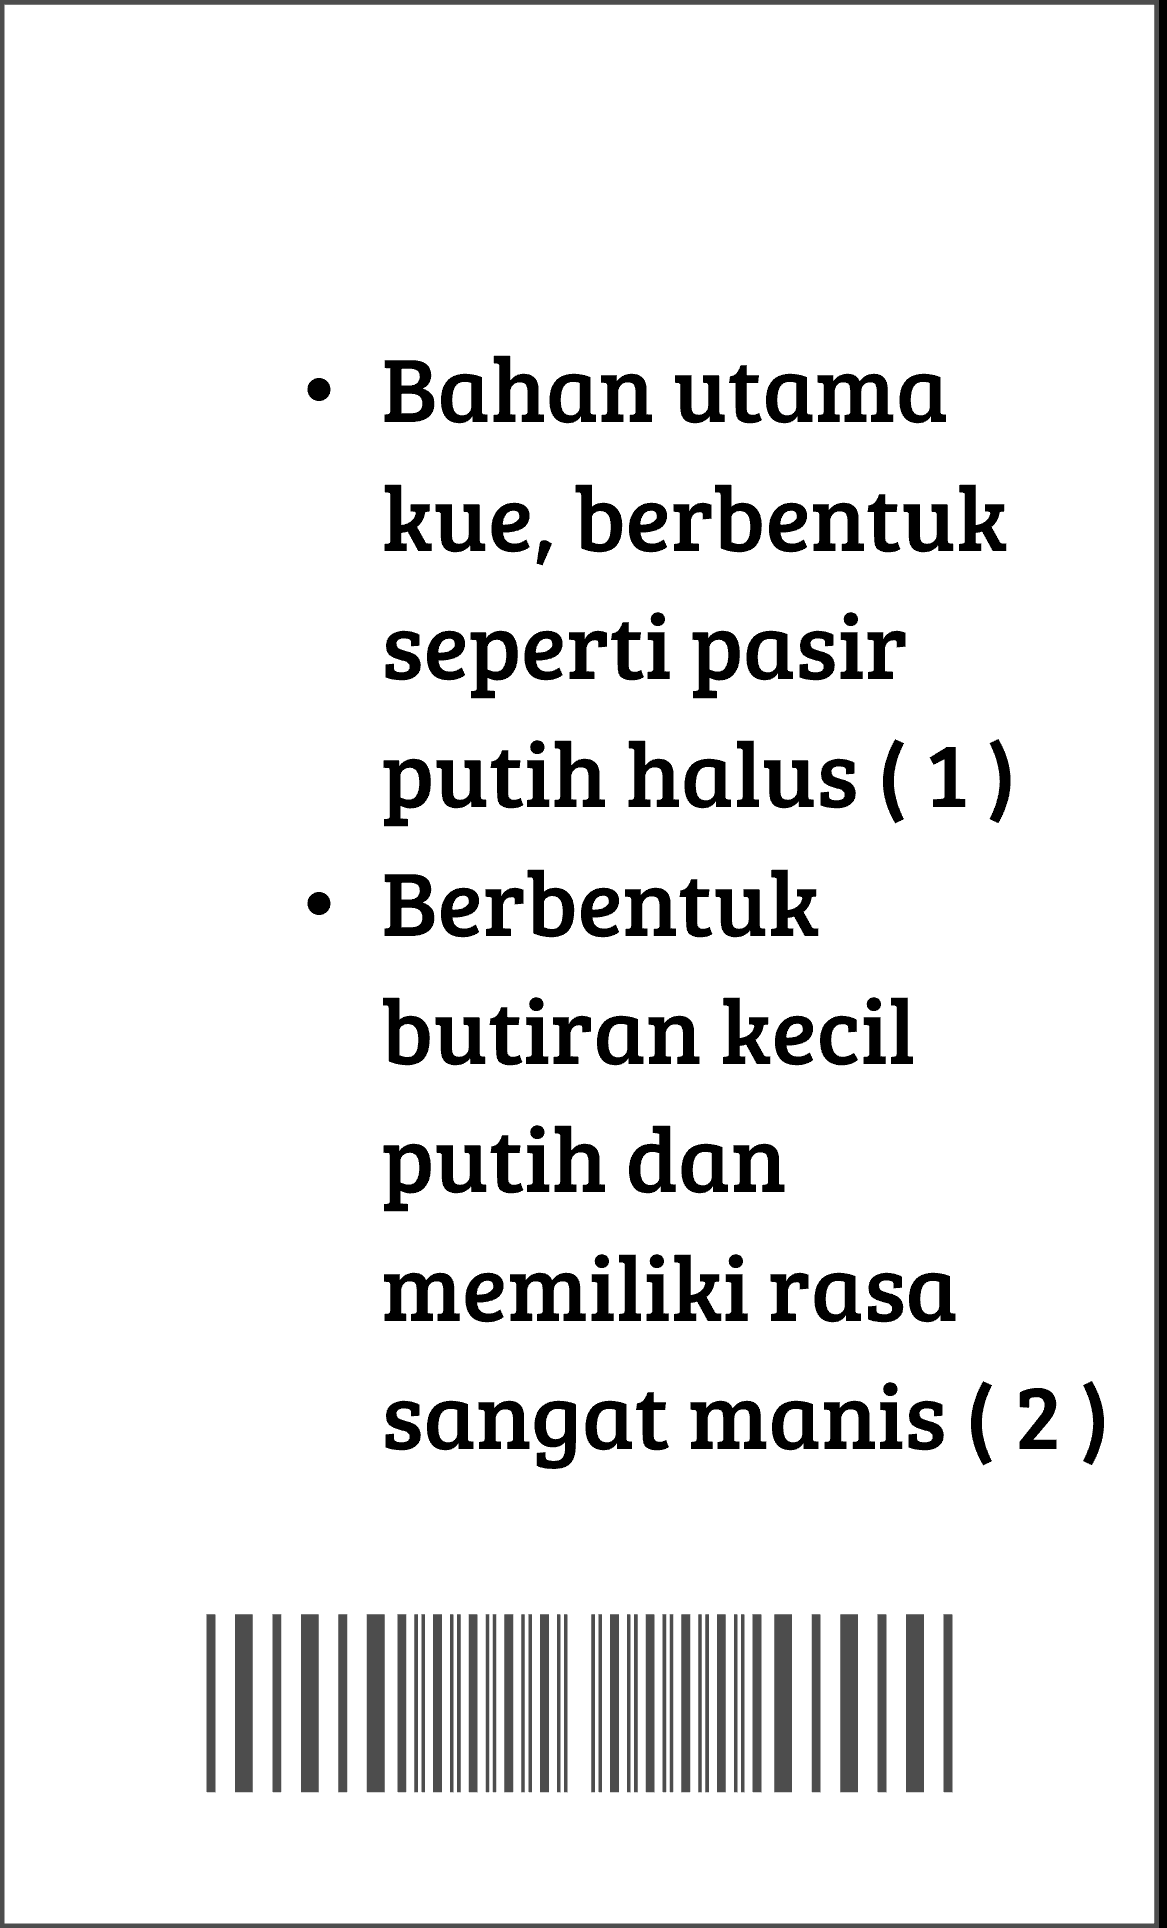 • Bahan utama
kue, berbentuk
seperti pasir
putih halus ( 1 )
• Berbentuk
butiran kecil
putih dan
memiliki rasa
sangat manis ( 2 )